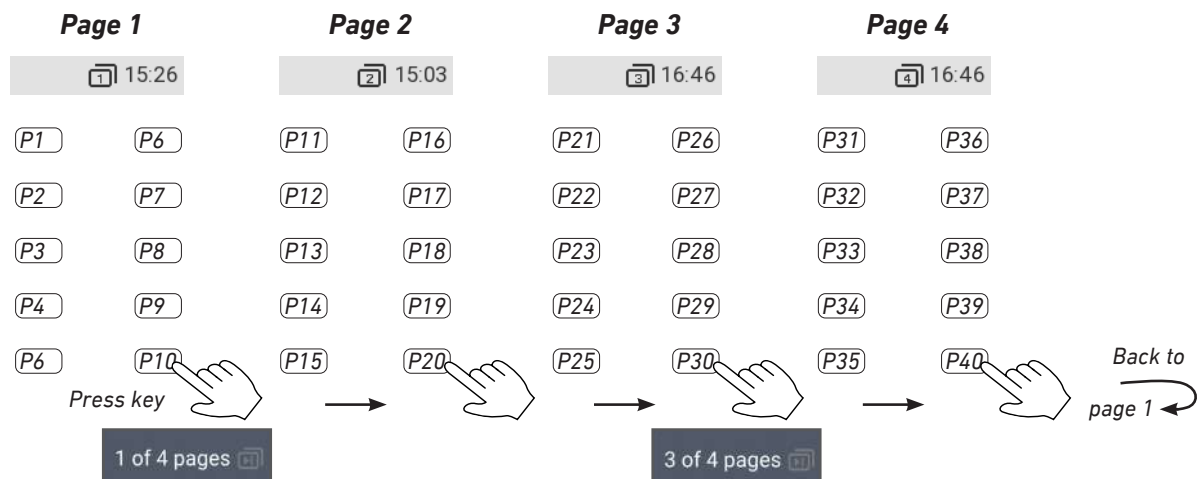 Page 1 Page 2 Page 3 Page 4
1 15:26 2 15:03 3 16:46 4 16:46
P1 P6 P11 P16 P21 P26 P31 P36
P2 P7 P12 P17 P22 P27 P32 P37
P3 P8 P13 P18 P23 P28 P33 P38
P4 P9 P14 P19 P24 P29 P34 P39
P6 P10 P15 P20 P25 P30 P35 P40
Back to
Press key
page 1
1 of 4 pages 3 of 4 pages